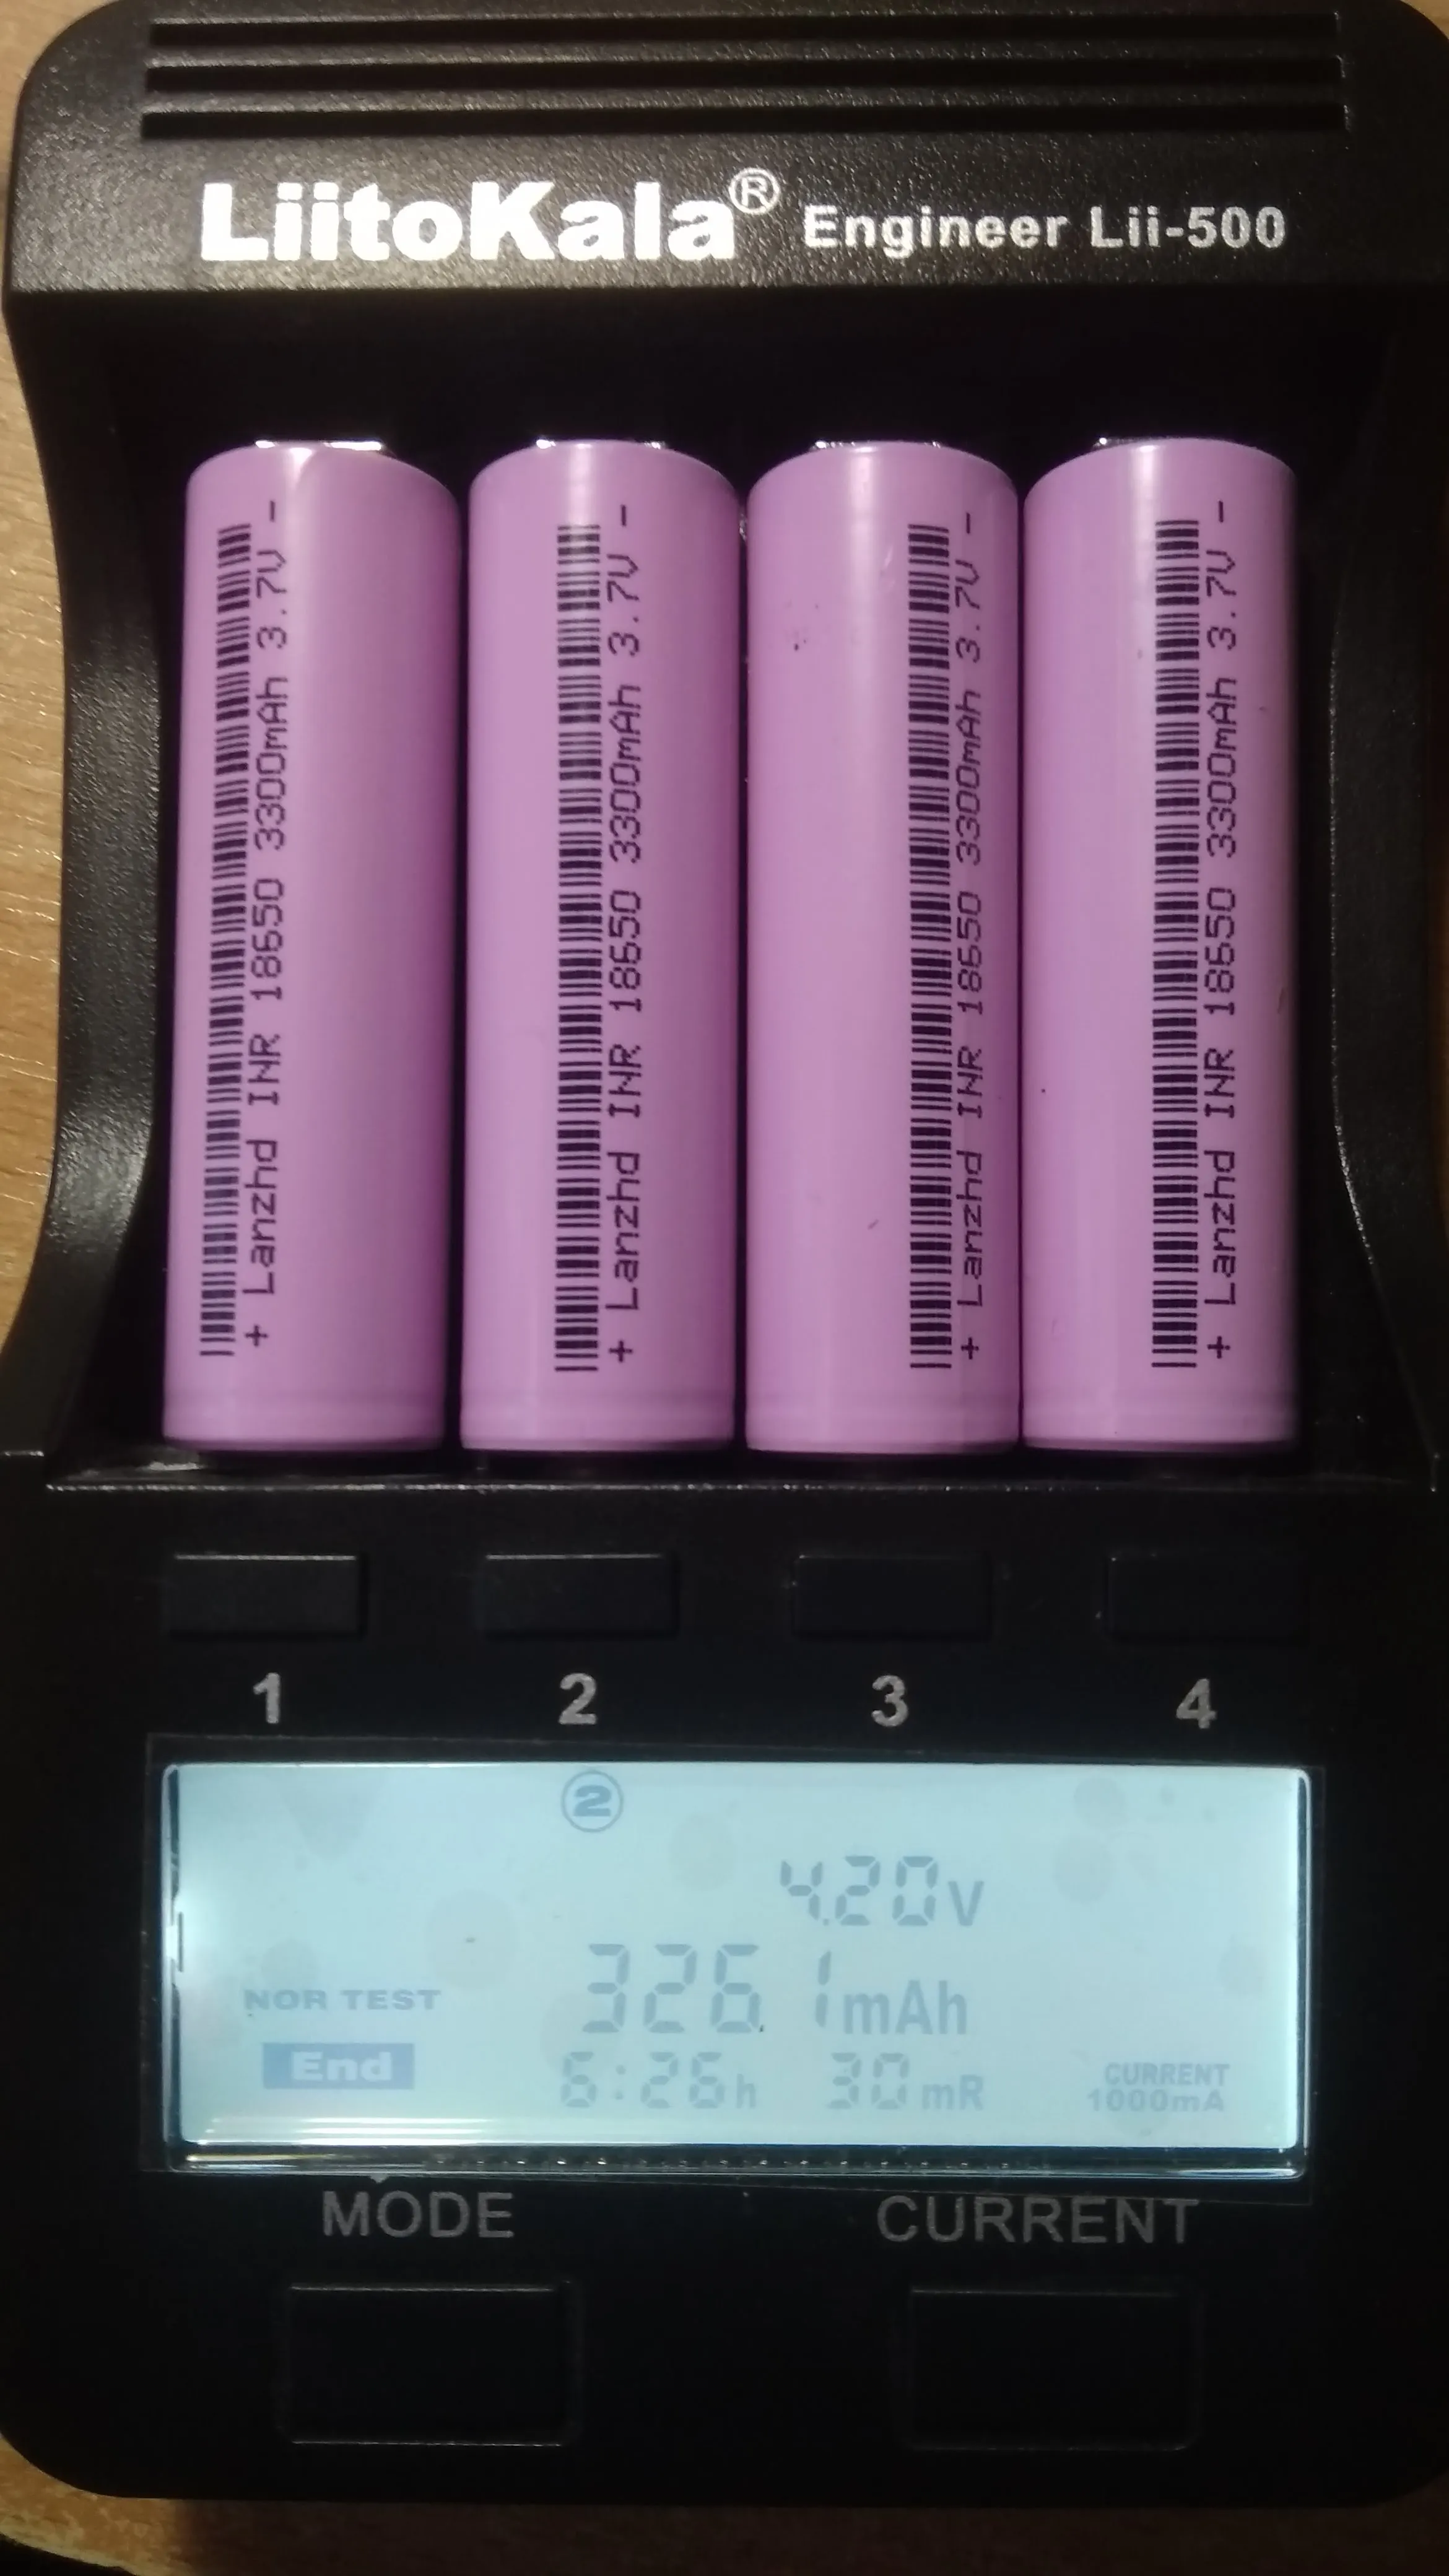 LiitoKala® Engineer Lii-500
+ Lanzhd INR 18650 3300mAh 3.7V -
+ Lanzhd INR 18650 3300mAh 3.7V -
+ Lanzhd INR 18650 3300mAh 3.7V -
+ Lanzhd INR 18650 3300mAh 3.7V -
1 2 3 4
2
4.20V
3261mAh
NOR TEST
End
6:26h 30mR
CURRENT
1000mA
MODE CURRENT